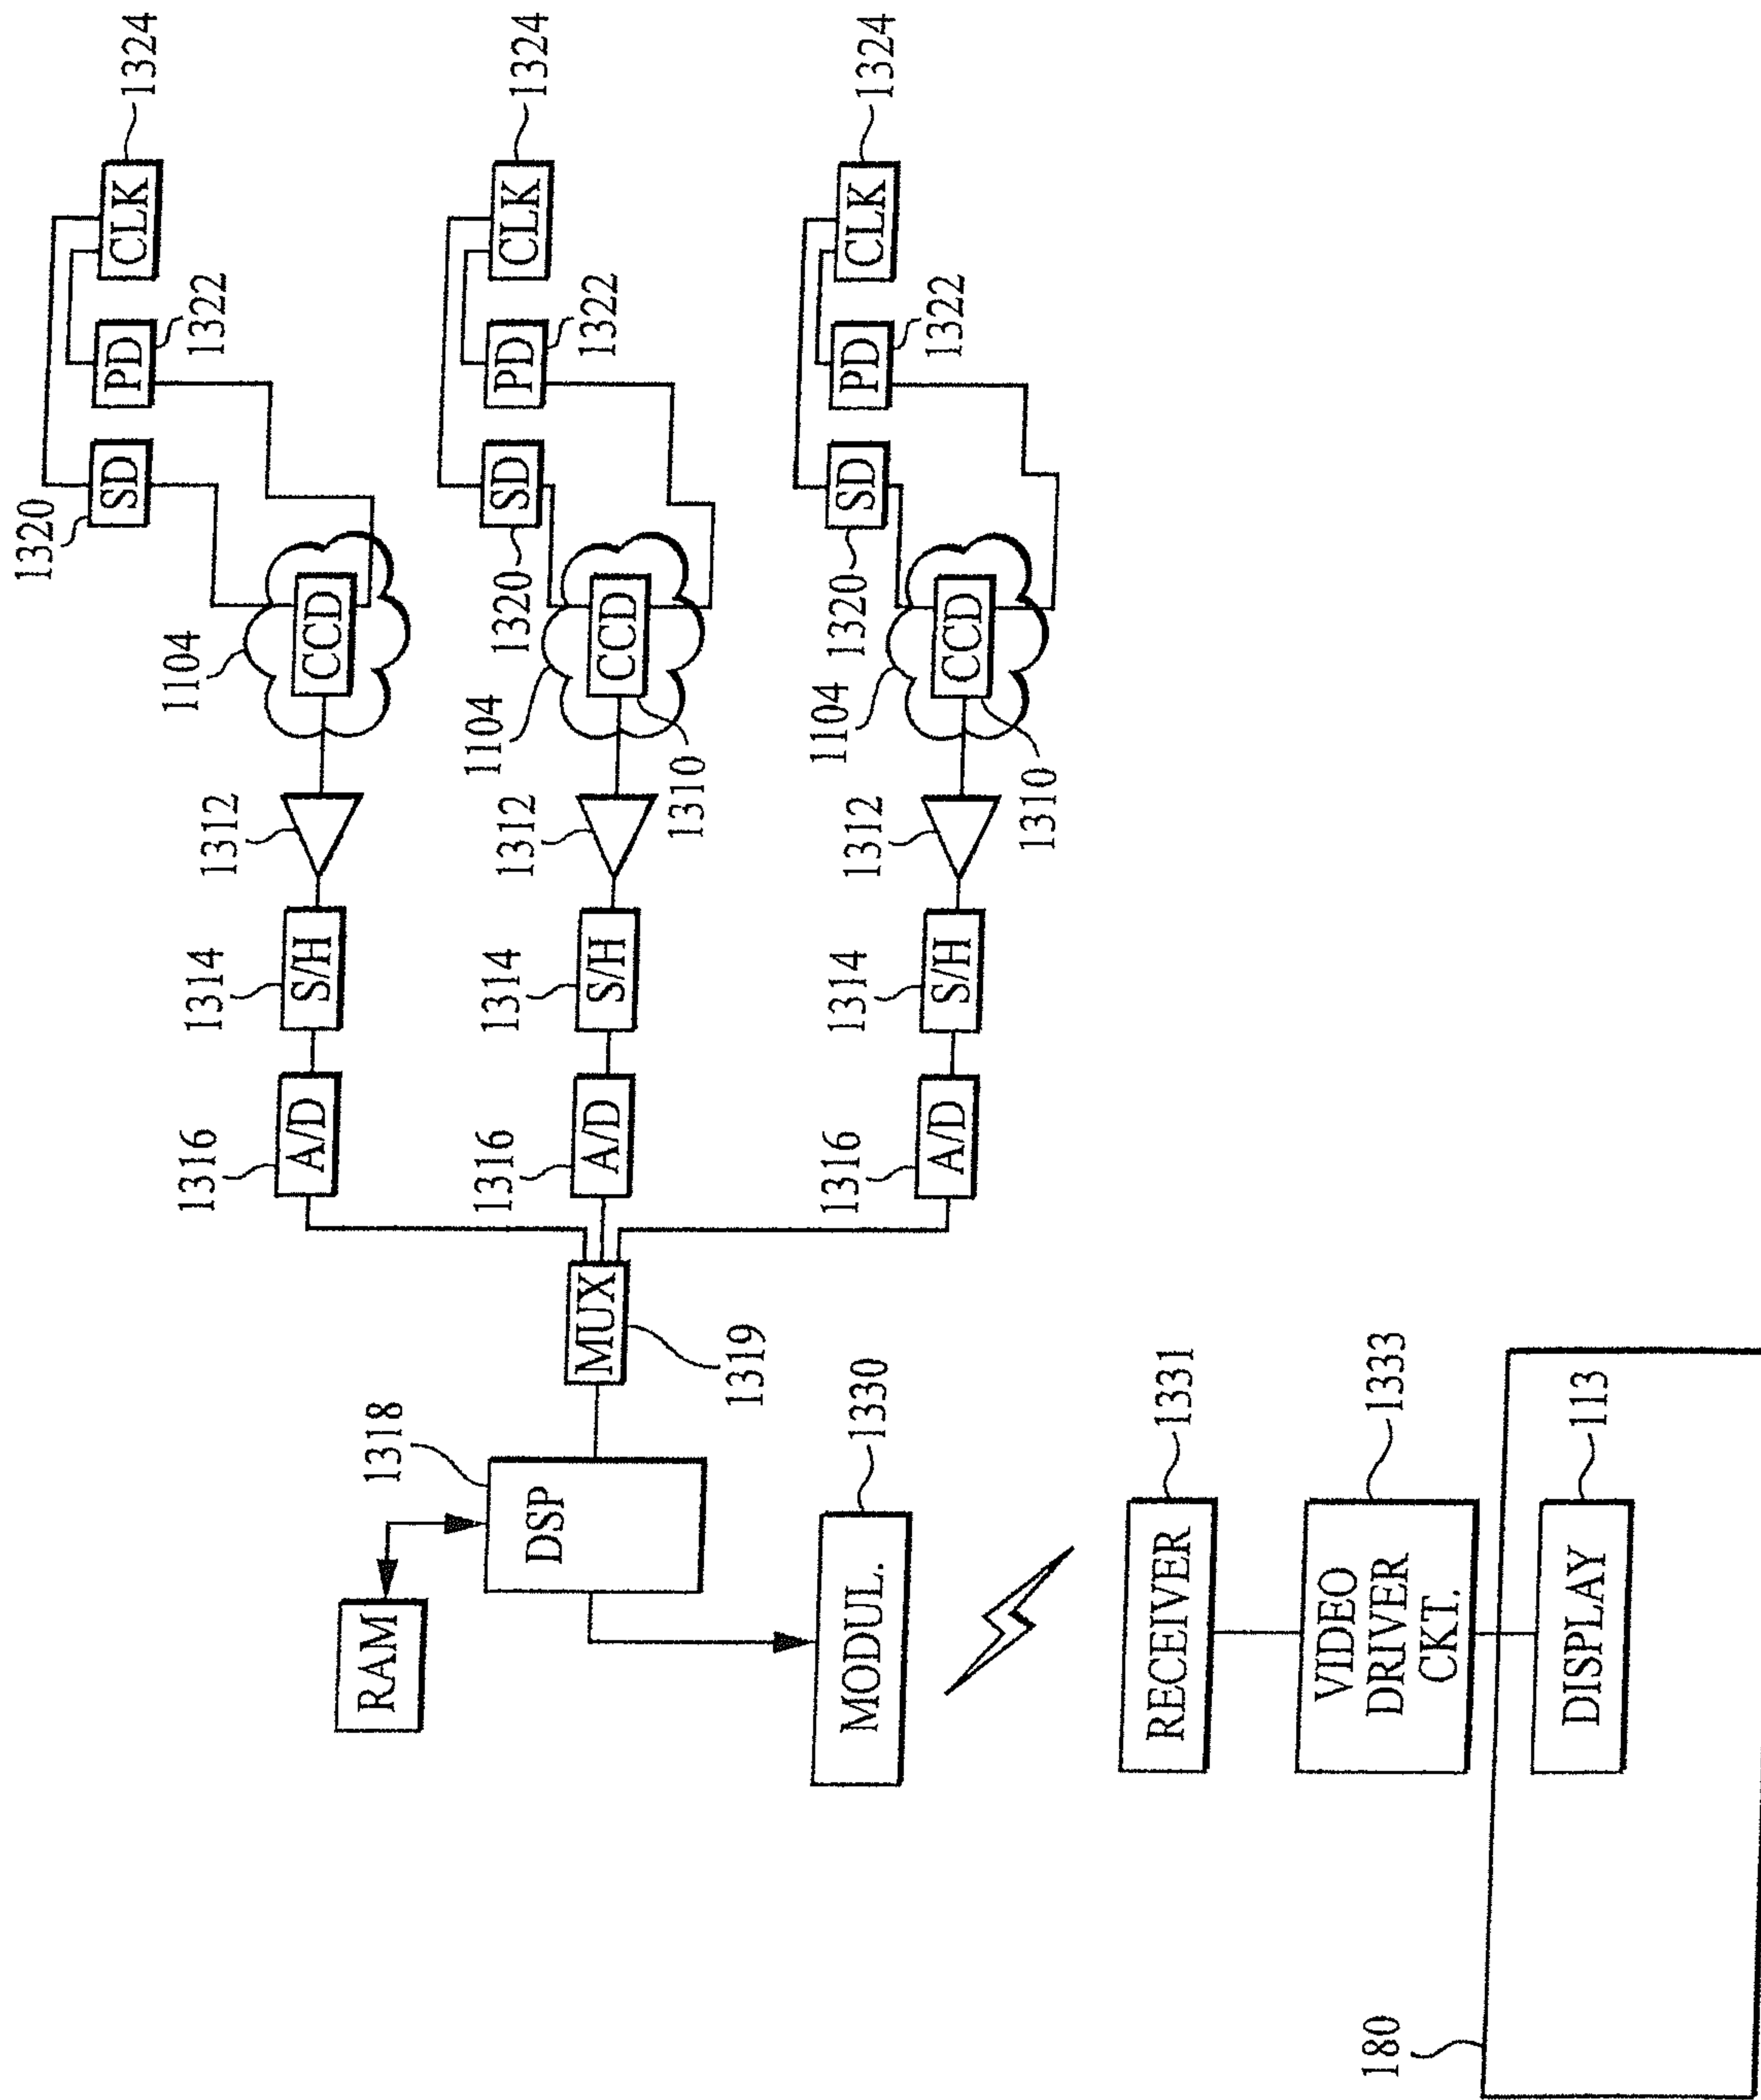 1320
SD
PD
1322
CLK
1324
1104
CCD
1312
1314
S/H
1316
A/D
1320
SD
PD
1322
CLK
1324
1104
CCD
1310
1312
1314
S/H
1316
A/D
1320
SD
PD
1322
CLK
1324
1104
CCD
1310
1312
1314
S/H
1316
A/D
MUX
1319
1318
DSP
RAM
MODUL.
1330
RECEIVER
1331
VIDEO
DRIVER
CKT.
1333
DISPLAY
113
180